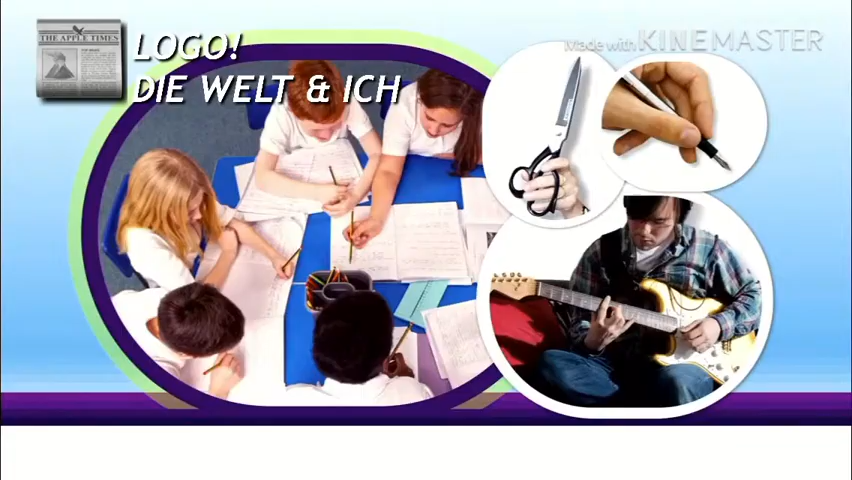 THE APPLE TIMES
LOGO!
DIE WELT & ICH
Made with KINEMASTER